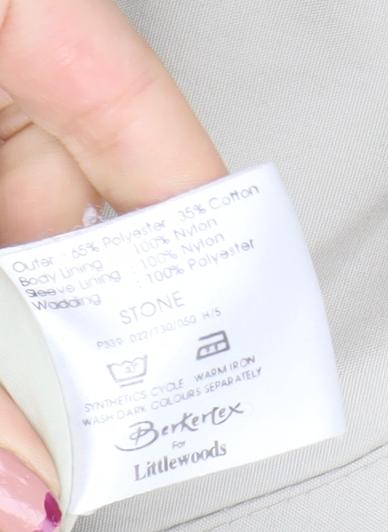 Outer : 65% Polyester 35% Cotton
Body Lining : 100% Nylon
Sleeve Lining : 100% Nylon
Wadding : 100% Polyester
STONE
P339 022/130/050 H/S
SYNTHETICS CYCLE WARM IRON
WASH DARK COLOURS SEPARATELY
Berkertex
For
Littlewoods